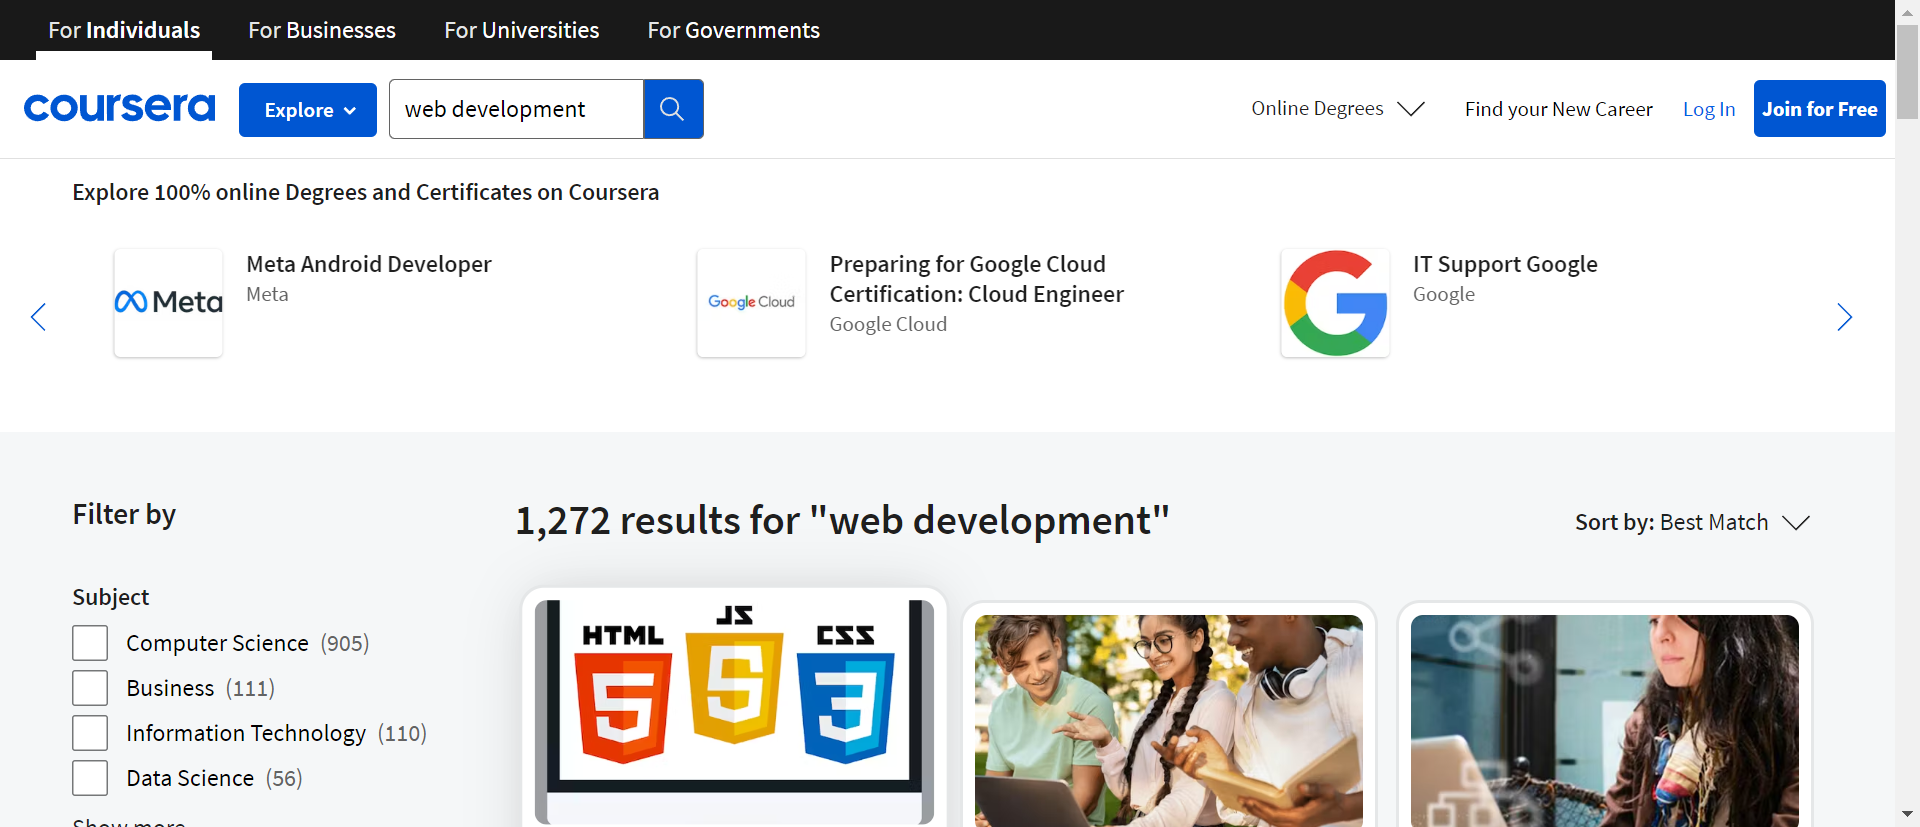 For Individuals
For Businesses
For Universities
For Governments
coursera
Explore
web development
Online Degrees
Find your New Career
Log In
Join for Free
Explore 100% online Degrees and Certificates on Coursera
Meta
Meta Android Developer
Meta
Google Cloud
Preparing for Google Cloud
Certification: Cloud Engineer
Google Cloud
IT Support Google
Google
Filter by
1,272 results for "web development"
Sort by: Best Match
Subject
Computer Science (905)
Business (111)
Information Technology (110)
Data Science (56)
Show more
HTML
JS
CSS
5
5
3